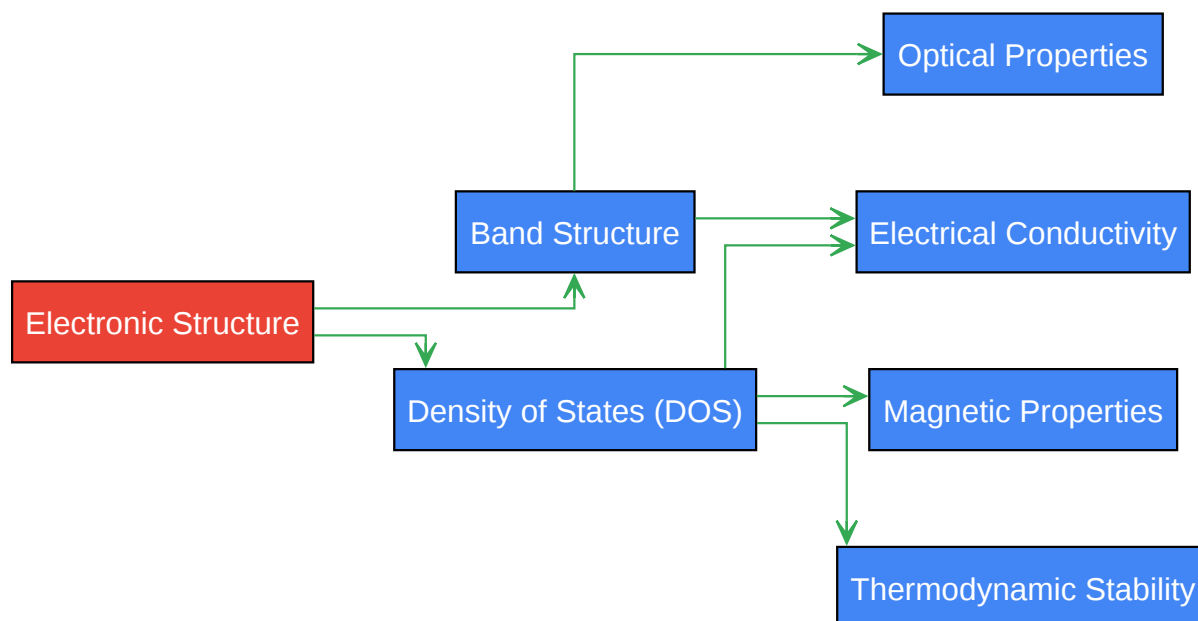 Optical Properties
Band Structure
Electrical Conductivity
Electronic Structure
Density of States (DOS)
Magnetic Properties
Thermodynamic Stability